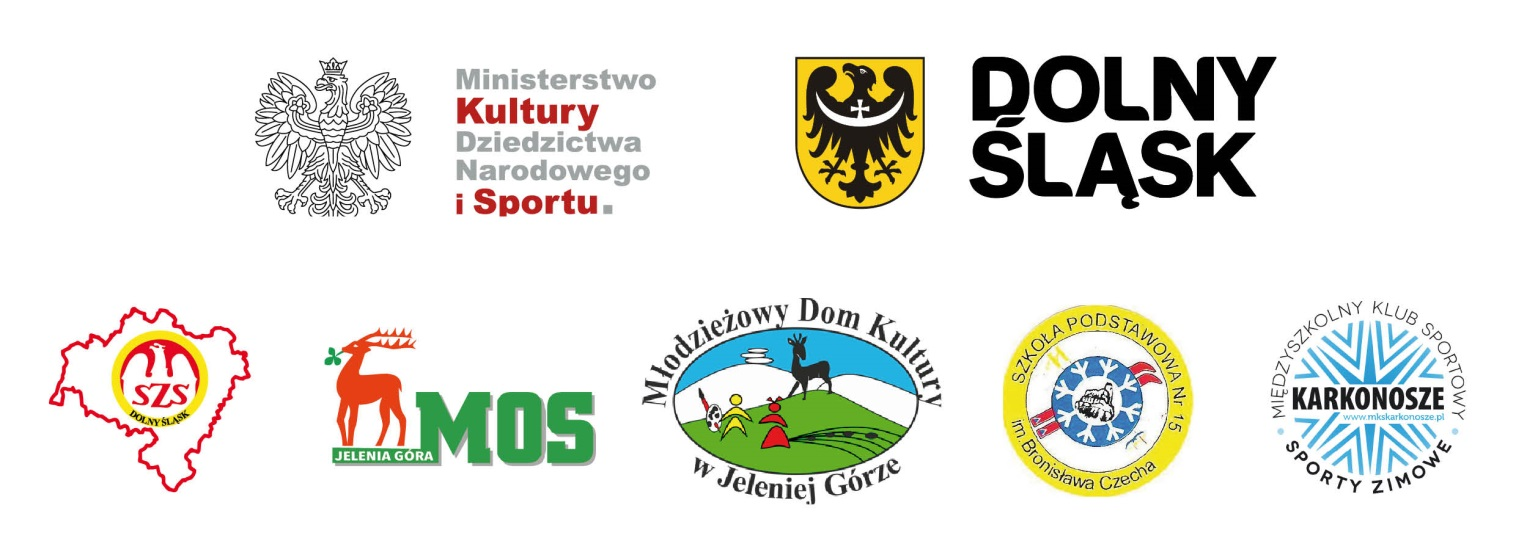 Ministerstwo
Kultury
Dziedzictwa
Narodowego
i Sportu.
DOLNY
ŚLĄSK
SZS
DOLNY ŚLĄSK
JELENIA GÓRA
MOS
Młodzieżowy Dom Kultury
w Jeleniej Górze
SZKOŁA PODSTAWOWA Nr 15
im.Bronisława Czecha
MIĘDZYSZKOLNY KLUB SPORTOWY
KARKONOSZE
www.mkskarkonosze.pl
SPORTY ZIMOWE